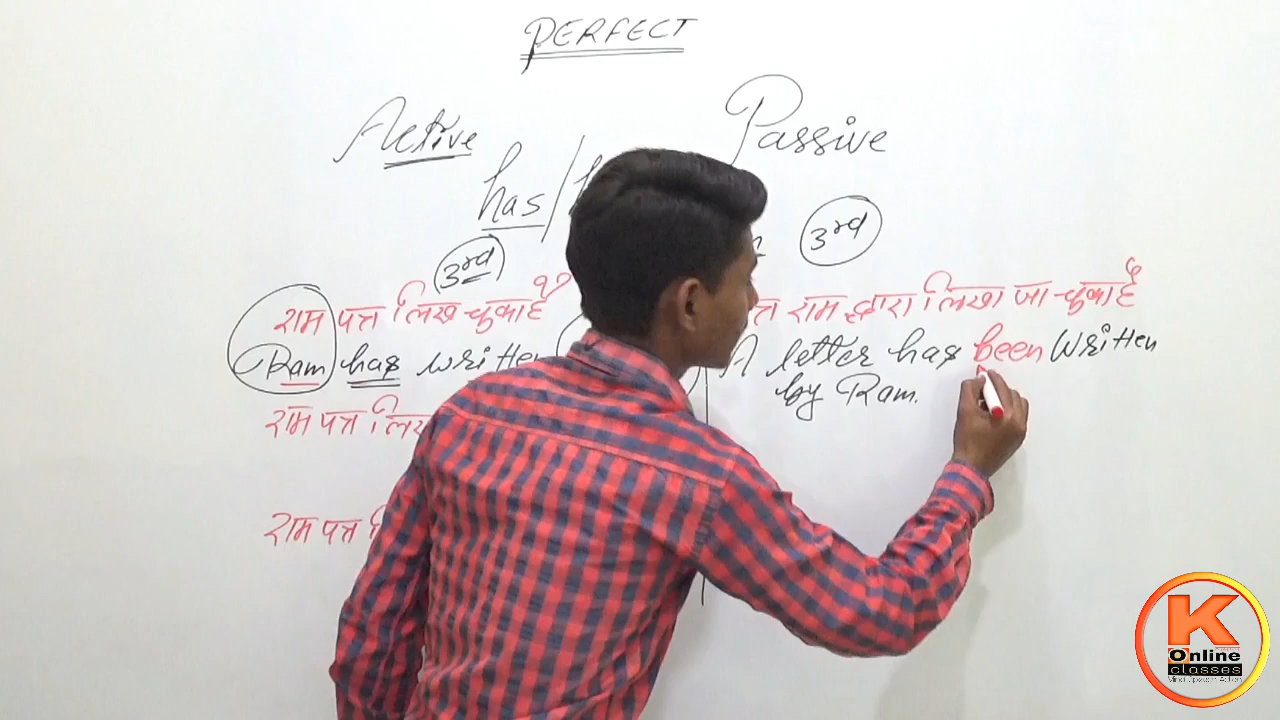 PERFECT
Active Passive
has/
3rd 3rd
राम पत्र लिख चुका है
राम द्वारा लिखा जा चुका है
Ram has written
A letter has been written
by Ram.
राम पत्र
राम पत्र
K
Online
classes